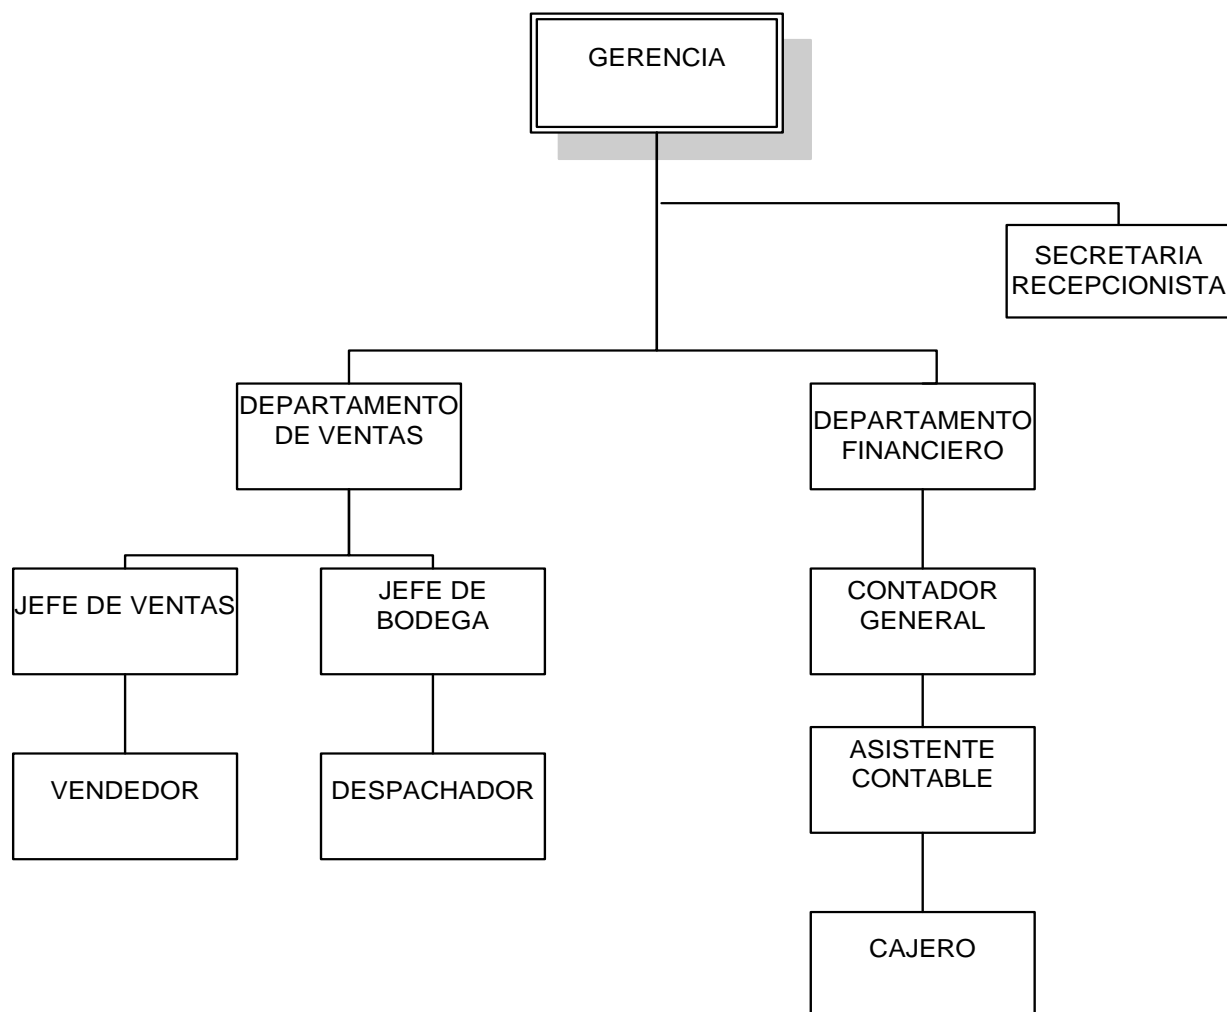 GERENCIA
SECRETARIA
RECEPCIONISTA
DEPARTAMENTO
DE VENTAS
DEPARTAMENTO
FINANCIERO
JEFE DE VENTAS
JEFE DE
BODEGA
CONTADOR
GENERAL
VENDEDOR
DESPACHADOR
ASISTENTE
CONTABLE
CAJERO